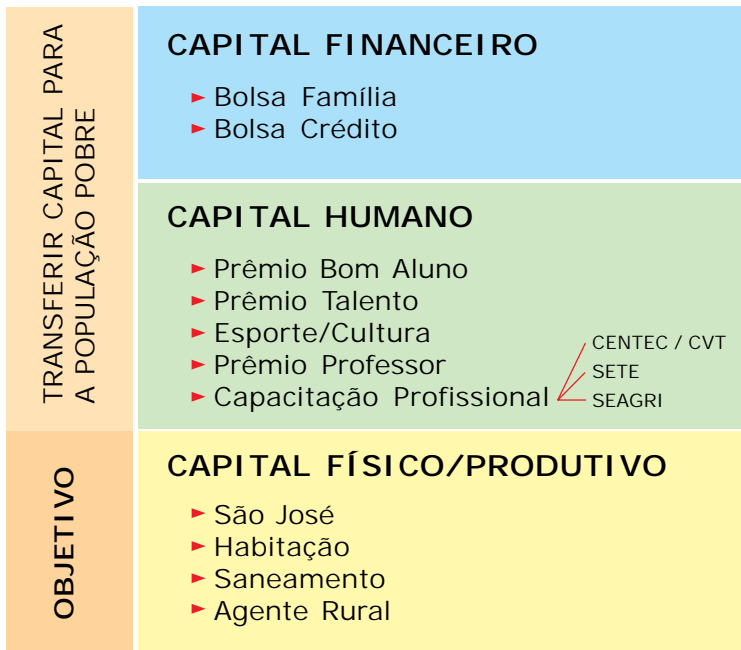 OBJETIVO
TRANSFERIR CAPITAL PARA
A POPULAÇÃO POBRE
CAPITAL FINANCEIRO
► Bolsa Família
► Bolsa Crédito
CAPITAL HUMANO
► Prêmio Bom Aluno
► Prêmio Talento
► Esporte/Cultura
► Prêmio Professor
► Capacitação Profissional
CENTEC / CVT
SETE
SEAGRI
CAPITAL FÍSICO/PRODUTIVO
► São José
► Habitação
► Saneamento
► Agente Rural